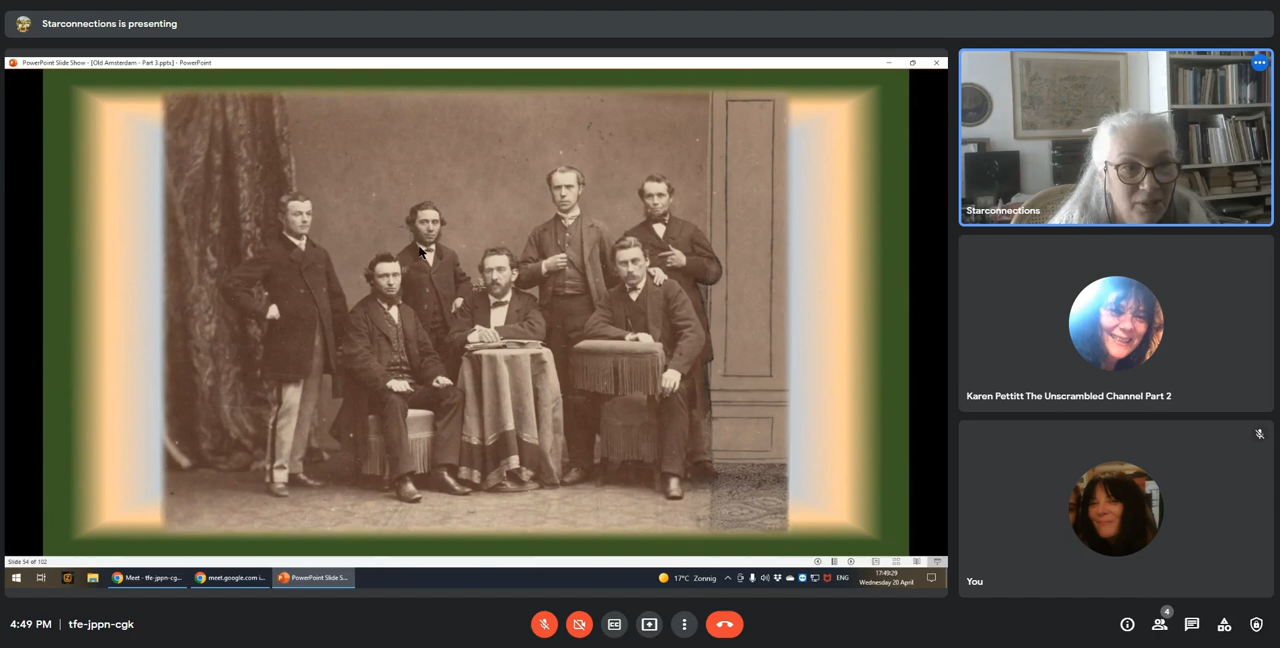 Starconnections is presenting
PowerPoint Slide Show - [Old Amsterdam - Part 3.pptx] - PowerPoint
Starconnections
Karen Pettitt The Unscrambled Channel Part 2
You
Slide 54 of 102
Meet - tfe-jppn-cg...
meet.google.com i...
PowerPoint Slide S...
17°C Zonnig
ENG
17:49:29
Wednesday 20 April
4:49 PM | tfe-jppn-cgk
4